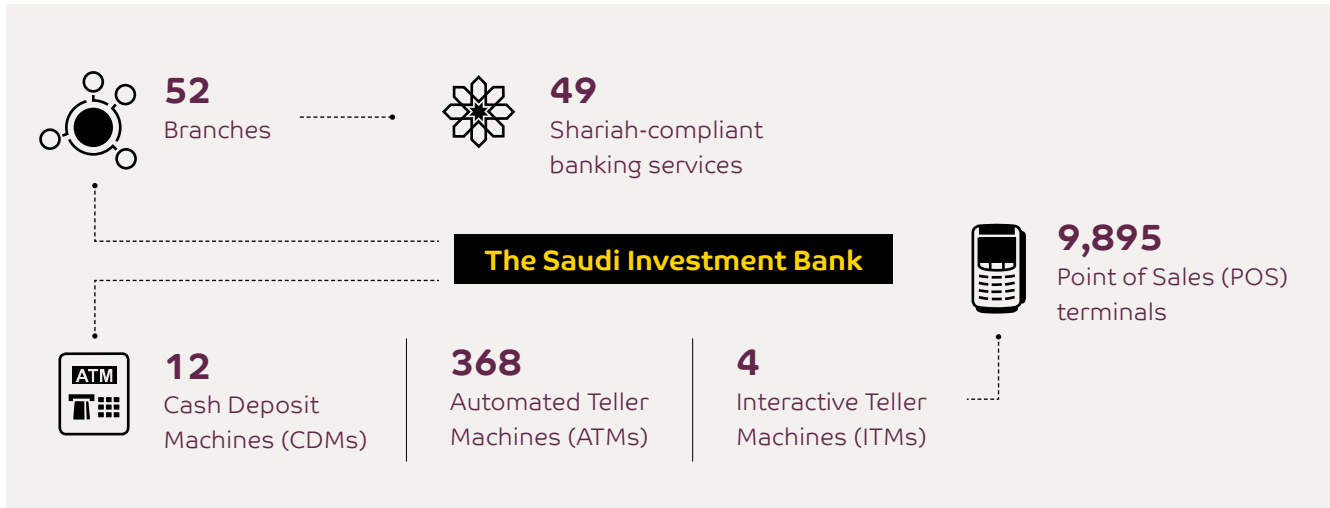 52
Branches
49
Shariah-compliant
banking services
The Saudi Investment Bank
9,895
Point of Sales (POS)
terminals
ATM
12
Cash Deposit
Machines (CDMs)
368
Automated Teller
Machines (ATMs)
4
Interactive Teller
Machines (ITMs)